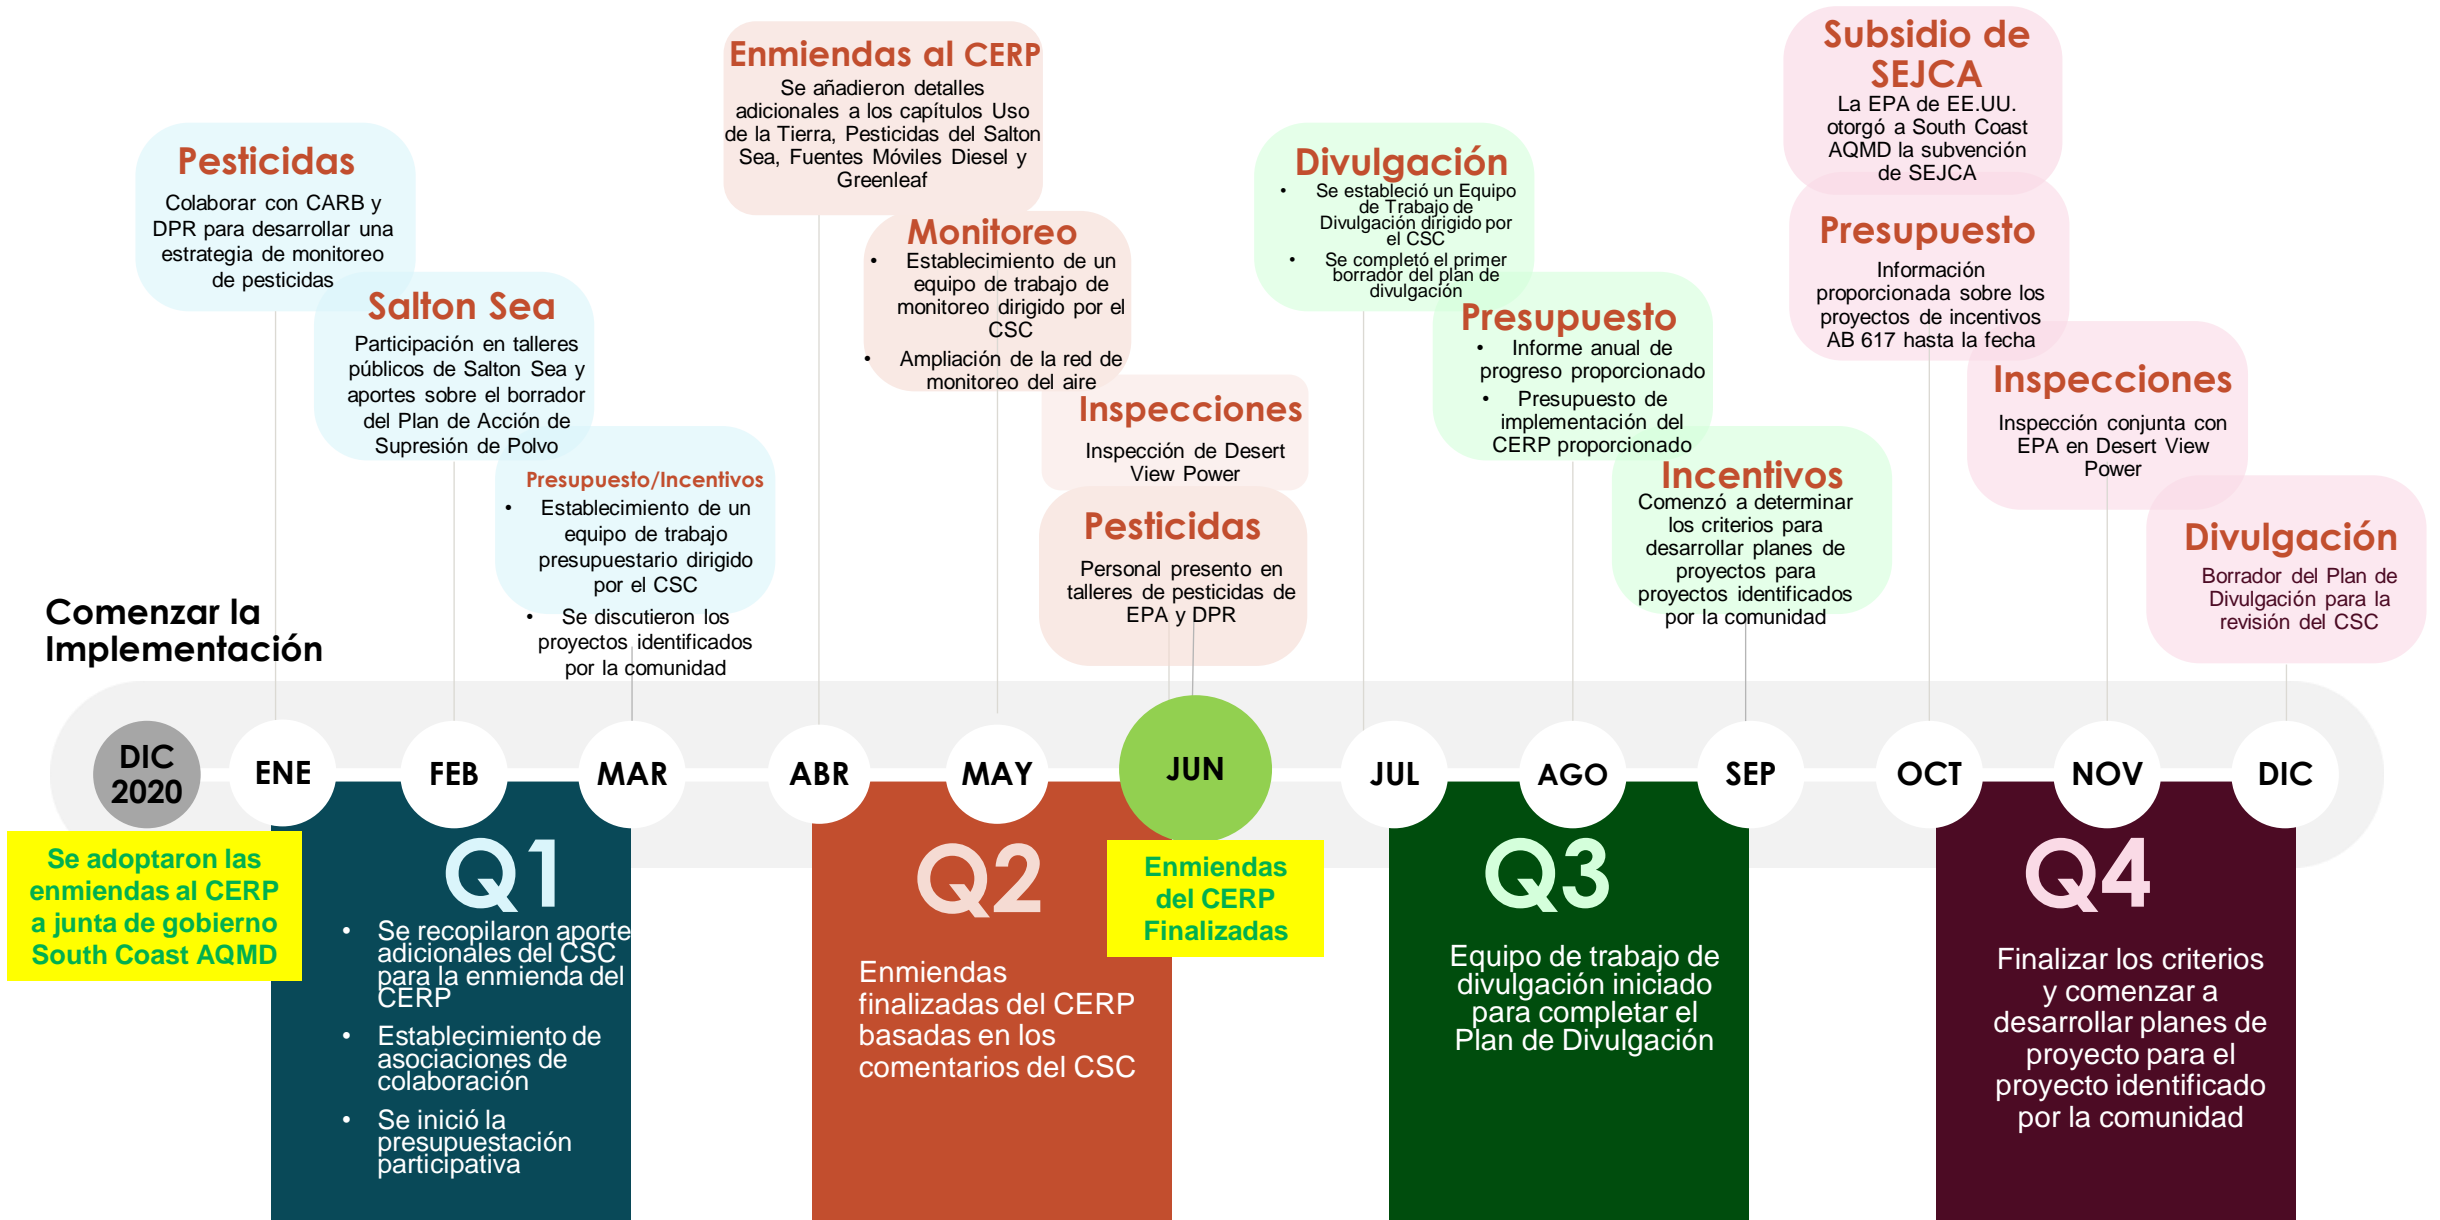 Pesticidas
Colaborar con CARB y
DPR para desarrollar una
estrategia de monitoreo
de pesticidas
Salton Sea
Participación en talleres
públicos de Salton Sea y
aportes sobre el borrador
del Plan de Acción de
Supresión de Polvo
Presupuesto/Incentivos
• Establecimiento de un
equipo de trabajo
presupuestario dirigido
por el CSC
• Se discutieron los
proyectos identificados
por la comunidad
Enmiendas al CERP
Se añadieron detalles
adicionales a los capítulos Uso
de la Tierra, Pesticidas del Salton
Sea, Fuentes Móviles Diesel y
Greenleaf
Monitoreo
• Establecimiento de un
equipo de trabajo de
monitoreo dirigido por el
CSC
• Ampliación de la red de
monitoreo del aire
Inspecciones
Inspección de Desert
View Power
Pesticidas
Personal presento en
talleres de pesticidas de
EPA y DPR
Divulgación
• Se estableció un Equipo
de Trabajo de
Divulgación dirigido por
el CSC
• Se completó el primer
borrador del plan de
divulgación
Presupuesto
• Informe anual de
progreso proporcionado
• Presupuesto de
implementación del
CERP proporcionado
Incentivos
Comenzó a determinar
los criterios para
desarrollar planes de
proyectos para
proyectos identificados
por la comunidad
Subsidio de
SEJCA
La EPA de EE.UU.
otorgó a South Coast
AQMD la subvención
de SEJCA
Presupuesto
Información
proporcionada sobre los
proyectos de incentivos
AB 617 hasta la fecha
Inspecciones
Inspección conjunta con
EPA en Desert View
Power
Divulgación
Borrador del Plan de
Divulgación para la
revisión del CSC
Comenzar la
Implementación
DIC
2020
ENE
FEB
MAR
ABR
MAY
JUN
JUL
AGO
SEP
OCT
NOV
DIC
Se adoptaron las
enmiendas al CERP
a junta de gobierno
South Coast AQMD
Q1
• Se recopilaron aporte
adicionales del CSC
para la enmienda del
CERP
• Establecimiento de
asociaciones de
colaboración
• Se inició la
presupuestación
participativa
Q2
Enmiendas
finalizadas del CERP
basadas en los
comentarios del CSC
Enmiendas
del CERP
Finalizadas
Q3
Equipo de trabajo de
divulgación iniciado
para completar el
Plan de Divulgación
Q4
Finalizar los criterios
y comenzar a
desarrollar planes de
proyecto para el
proyecto identificado
por la comunidad